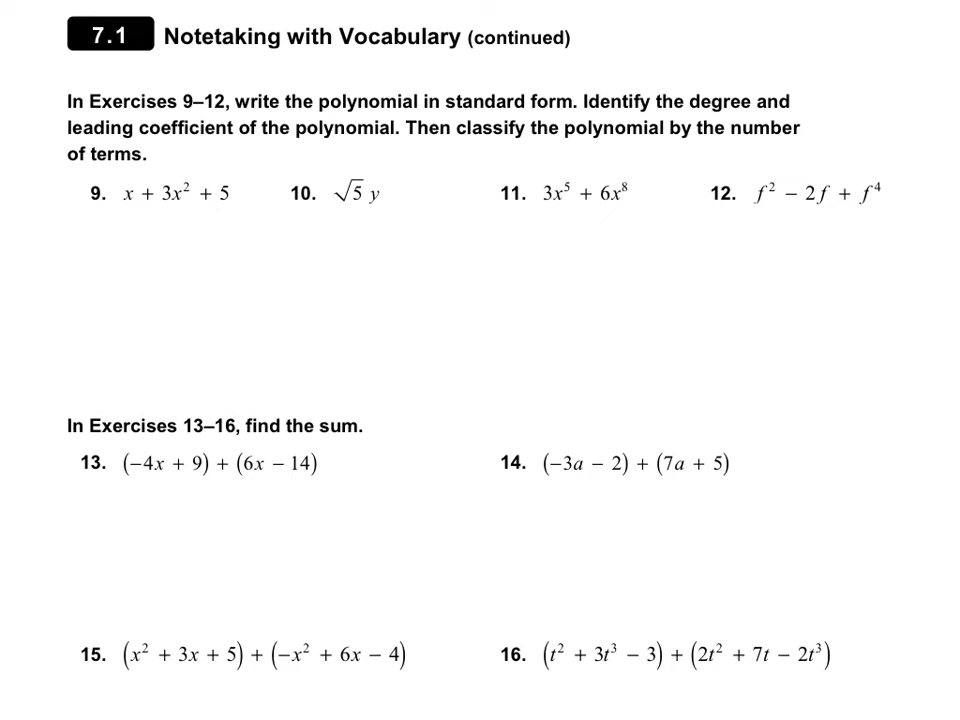 7.1 Notetaking with Vocabulary (continued)
In Exercises 9–12, write the polynomial in standard form. Identify the degree and
leading coefficient of the polynomial. Then classify the polynomial by the number
of terms.
9. x + 3x² + 5 10. √5 y 11. 3x⁵ + 6x⁸ 12. f² − 2f + f⁴
In Exercises 13–16, find the sum.
13. (−4x + 9) + (6x − 14) 14. (−3a − 2) + (7a + 5)
15. (x² + 3x + 5) + (−x² + 6x − 4) 16. (t² + 3t³ − 3) + (2t² + 7t − 2t³)